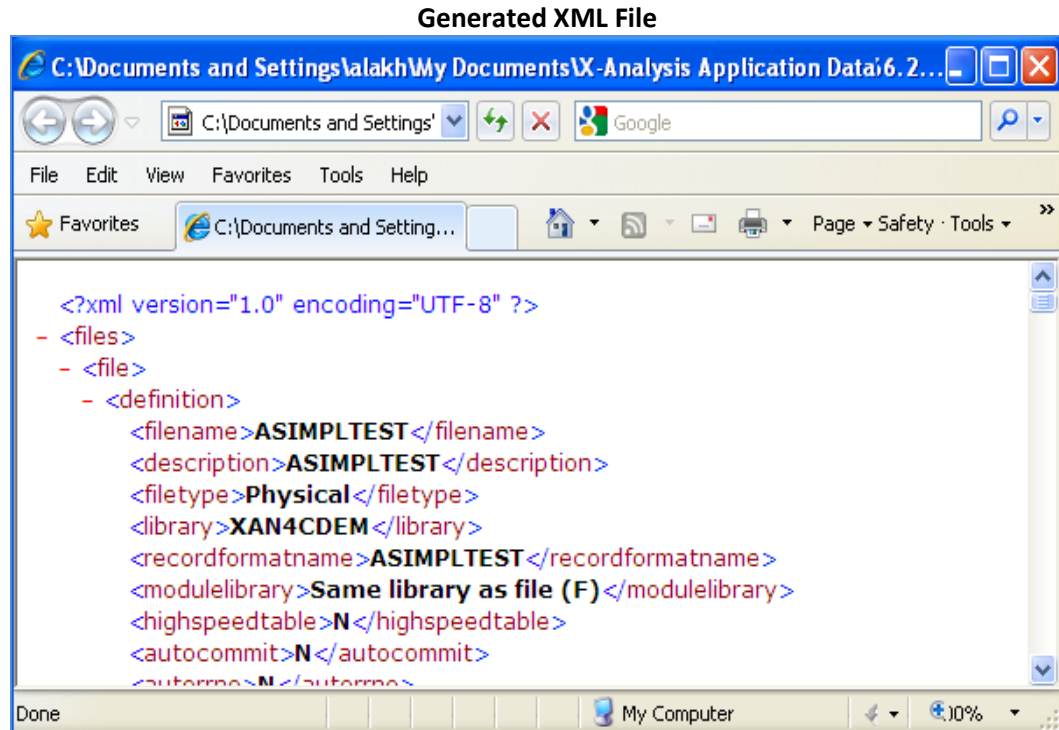 Generated XML File
C:\Documents and Settings\alakh\My Documents\X-Analysis Application Data\6.2...
C:\Documents and Settings'
Google
File Edit View Favorites Tools Help
Favorites C:\Documents and Setting... Page Safety Tools »
<?xml version="1.0" encoding="UTF-8" ?>
- <files>
- <file>
- <definition>
<filename>ASIMPLTEST</filename>
<description>ASIMPLTEST</description>
<filetype>Physical</filetype>
<library>XAN4CDEM</library>
<recordformatname>ASIMPLTEST</recordformatname>
<modulelibrary>Same library as file (F)</modulelibrary>
<highspeedtable>N</highspeedtable>
<autocommit>N</autocommit>
<autorrno>N</autorrno>
Done My Computer